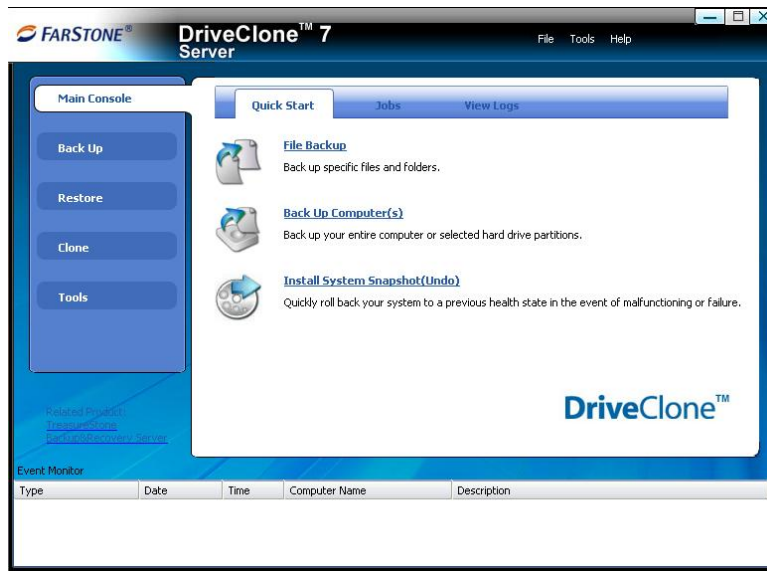 FARSTONE®
DriveClone™ 7
Server
File Tools Help
Main Console
Back Up
Restore
Clone
Tools
Quick Start Jobs View Logs
File Backup
Back up specific files and folders.
Back Up Computer(s)
Back up your entire computer or selected hard drive partitions.
Install System Snapshot(Undo)
Quickly roll back your system to a previous health state in the event of malfunctioning or failure.
DriveClone™
Related Product:
TreasureStone
Backup&Recovery Server
Event Monitor
Type Date Time Computer Name Description